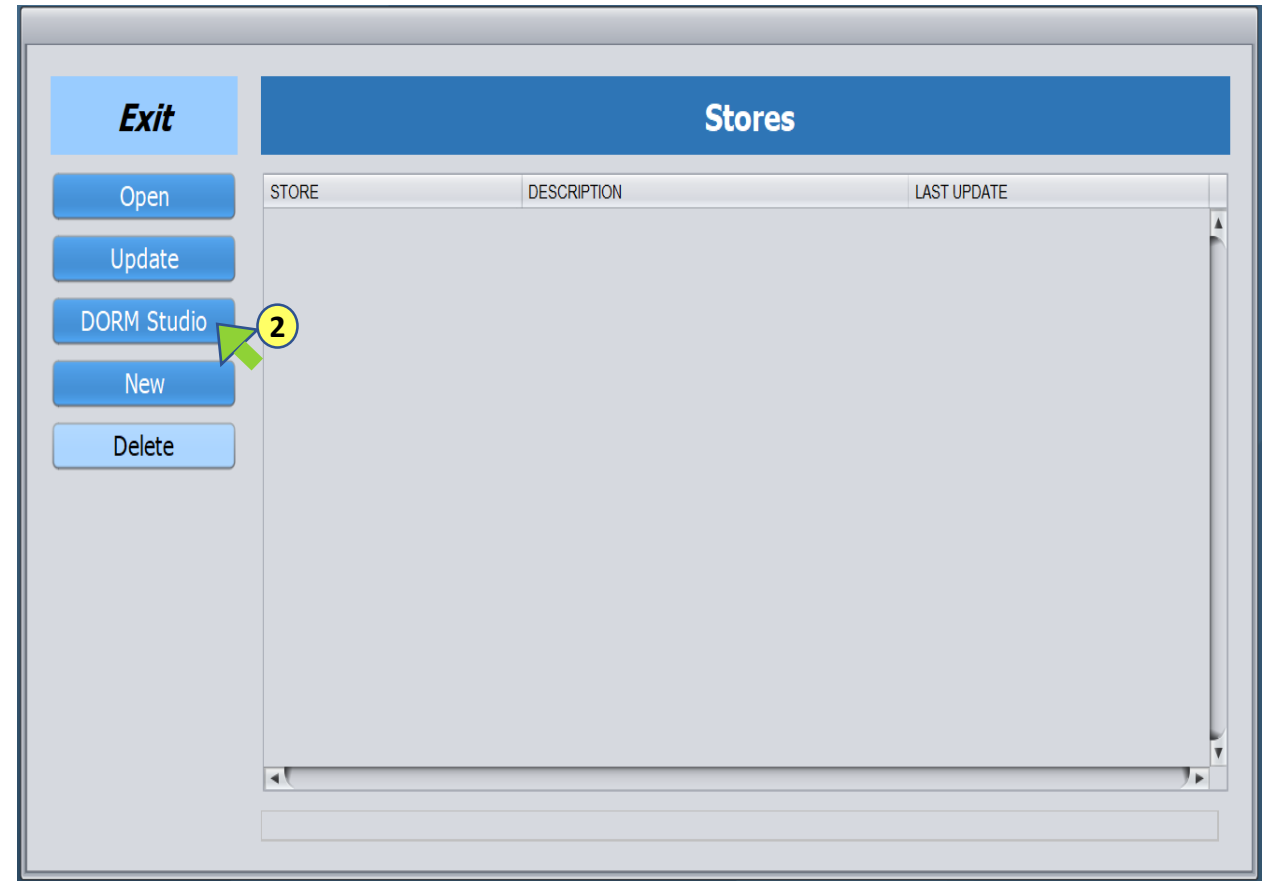 Exit
Stores
Open
Update
DORM Studio
New
Delete
STORE DESCRIPTION LAST UPDATE
2